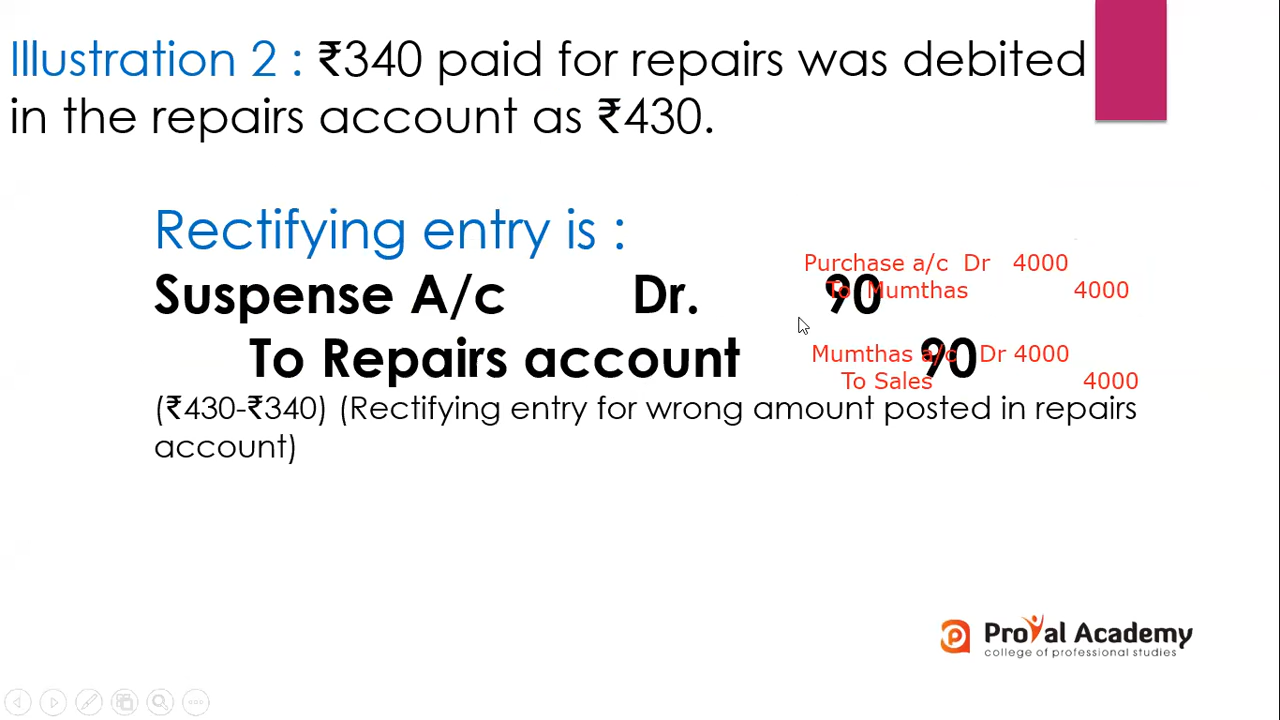 Illustration 2 : ₹340 paid for repairs was debited
in the repairs account as ₹430.
Rectifying entry is :
Purchase a/c Dr 4000
To Mumthas 4000
Suspense A/c Dr. 90
Mumthas a/c Dr 4000
To Repairs account 90
To Sales 4000
(₹430-₹340) (Rectifying entry for wrong amount posted in repairs
account)
ProVal Academy
college of professional studies